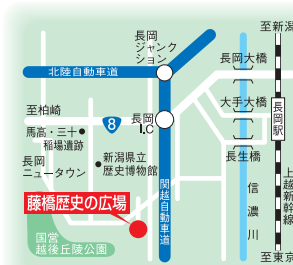 至新潟
長岡
ジャンク
ション
長岡大橋
北陸自動車道
至柏崎
8
長岡
I.C
大手大橋
長岡駅
馬高・三十
稲場遺跡
長生橋
長岡
ニュータウン
新潟県立
歴史博物館
関越自動車道
信濃川
上越新幹線
藤橋歴史の広場
国営
越後丘陵公園
至東京